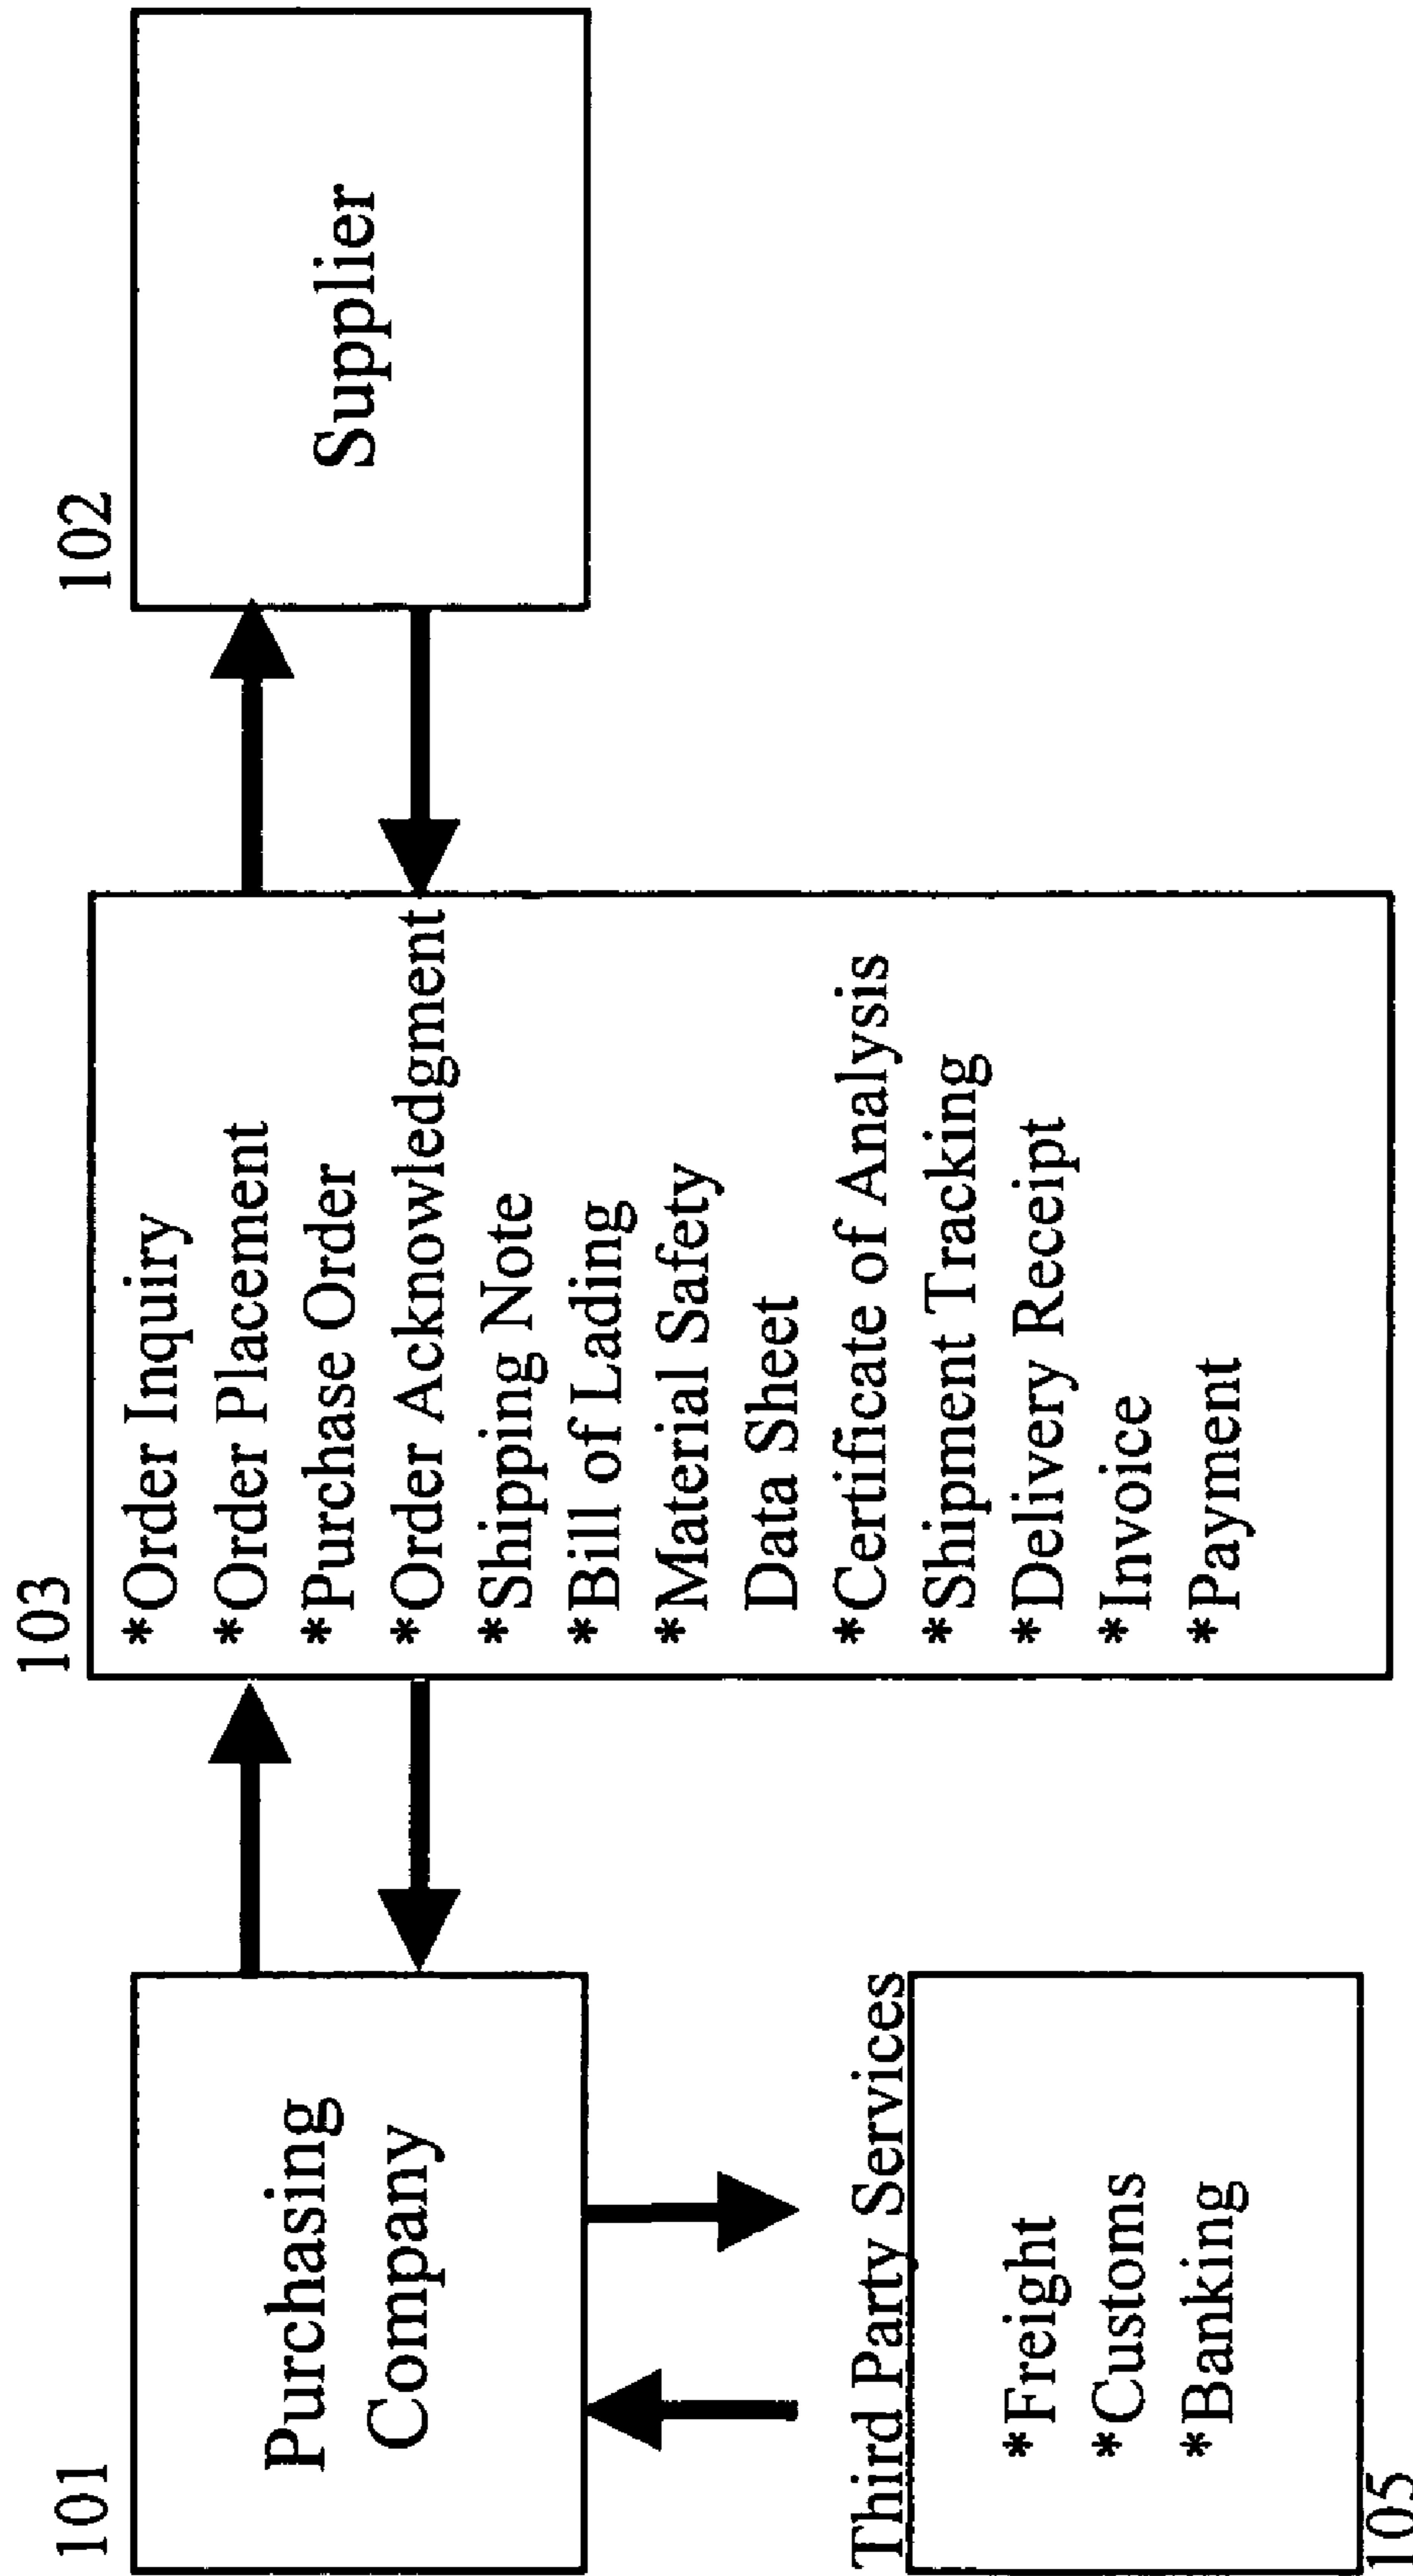 101
Purchasing
Company
103
*Order Inquiry
*Order Placement
*Purchase Order
*Order Acknowledgment
*Shipping Note
*Bill of Lading
*Material Safety
Data Sheet
*Certificate of Analysis
*Shipment Tracking
*Delivery Receipt
*Invoice
*Payment
102
Supplier
Third Party Services
*Freight
*Customs
*Banking
105